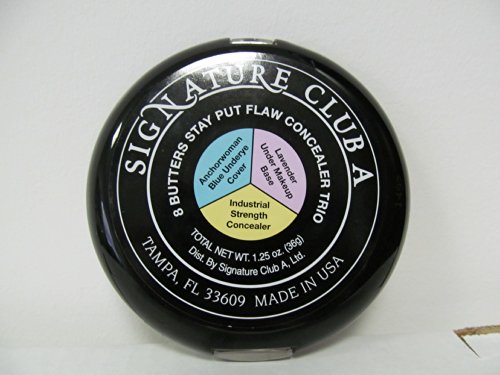 SIGNATURE CLUB A
8 BUTTERS STAY PUT FLAW CONCEALER TRIO
Anchorwoman
Blue Underye
Cover
Lavender
Under Makeup
Base
Industrial
Strength
Concealer
TOTAL NET WT. 1.25 oz. (36g)
Dist. By Signature Club A, Ltd.
TAMPA, FL 33609 MADE IN USA